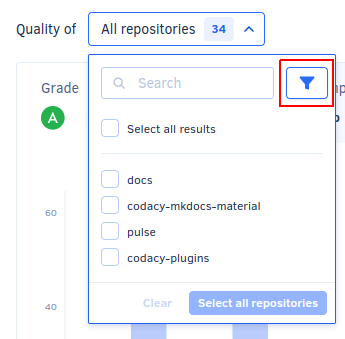 Quality of All repositories 34
Search
Grade
A
Select all results
docs
codacy-mkdocs-material
pulse
codacy-plugins
60
40
Clear Select all repositories